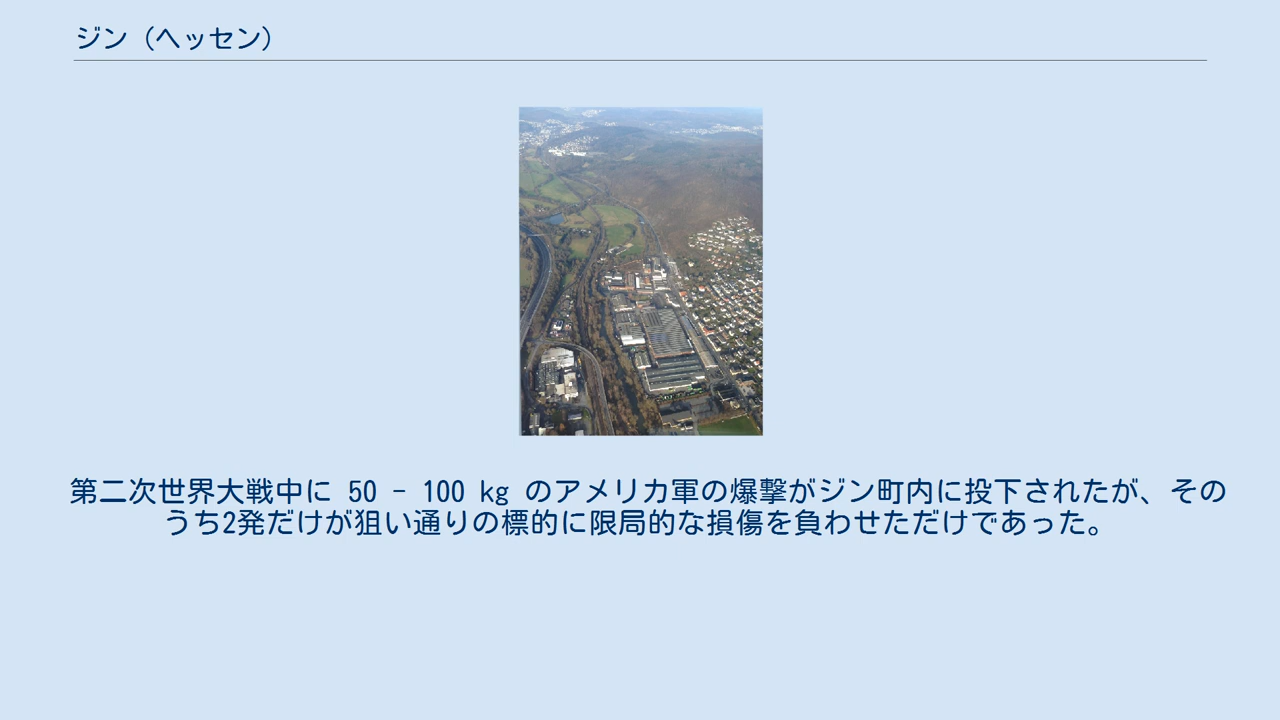 ジン（ヘッセン）
第二次世界大戦中に 50 - 100 kg のアメリカ軍の爆撃がジン町内に投下されたが、その
うち2発だけが狙い通りの標的に限局的な損傷を負わせただけであった。